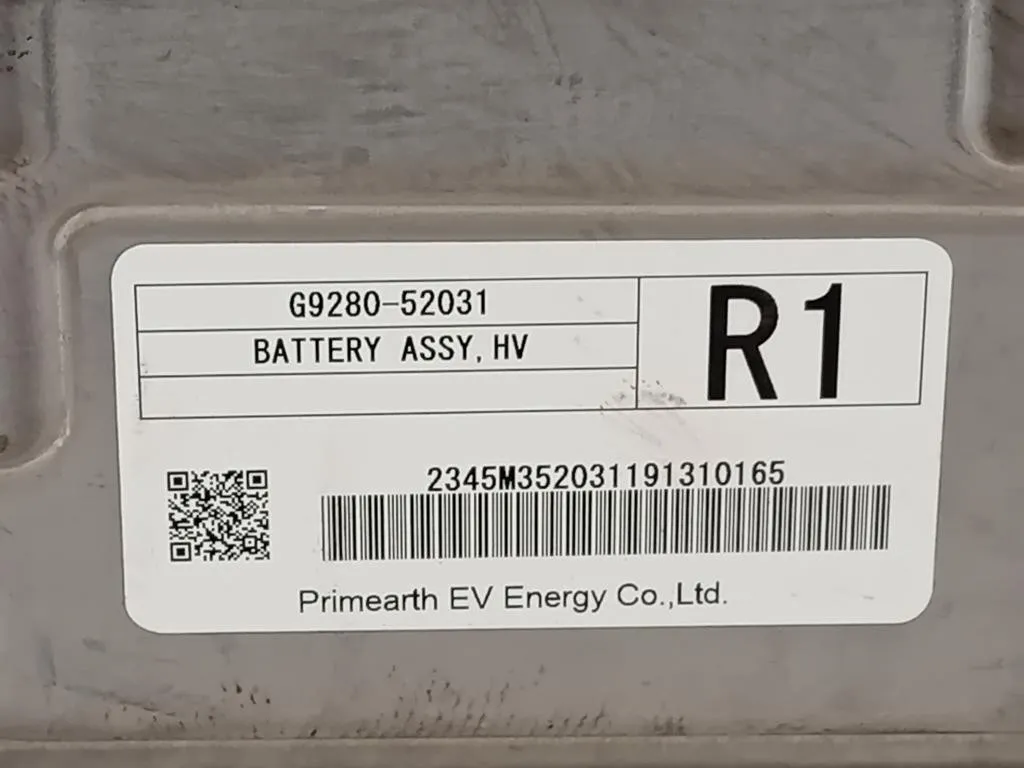 G9280-52031
BATTERY ASSY, HV
R1
2345M352031191310165
Primearth EV Energy Co.,Ltd.